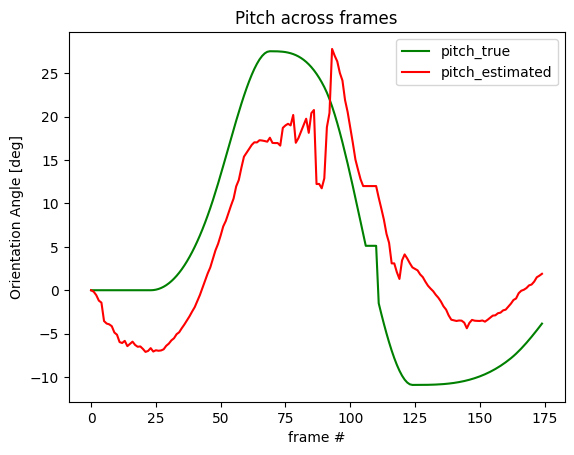 Pitch across frames
pitch_true
pitch_estimated
Orientation Angle [deg]
25
20
15
10
5
0
−5
−10
0 25 50 75 100 125 150 175
frame #